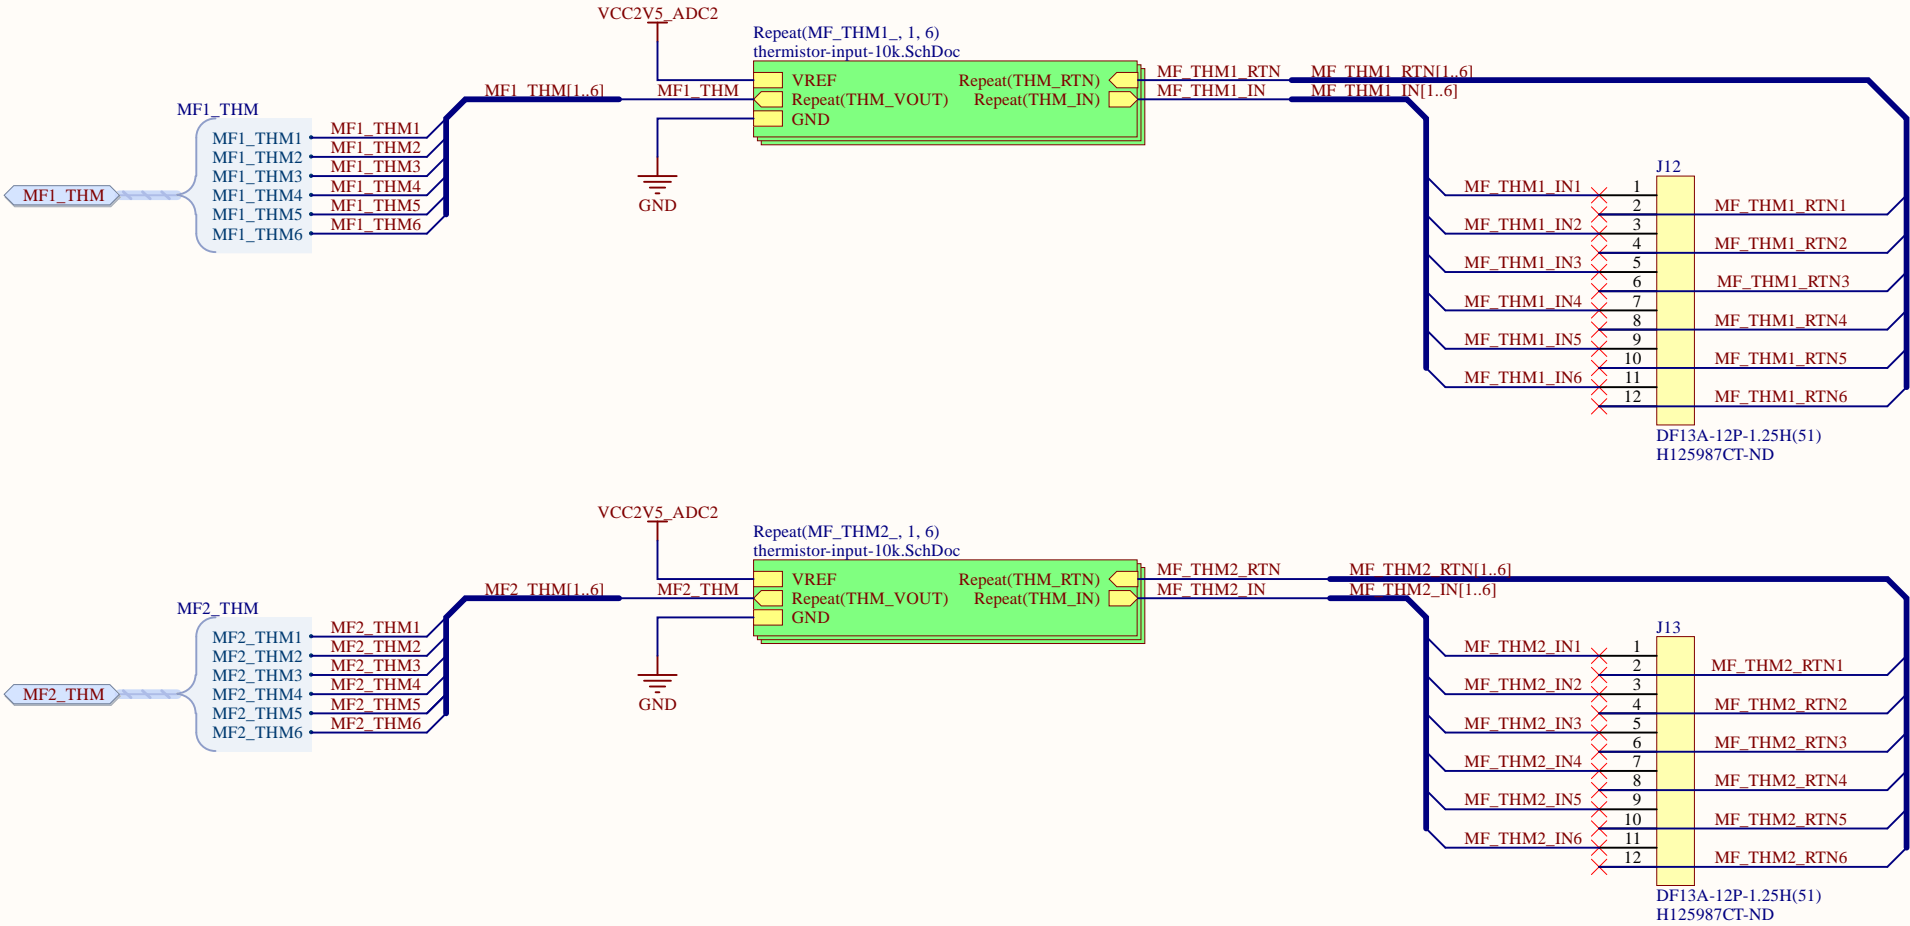 VCC2V5_ADC2
Repeat(MF_THM1_, 1, 6)
thermistor-input-10k.SchDoc
VREF
Repeat(THM_VOUT)
GND
Repeat(THM_RTN)
Repeat(THM_IN)
MF_THM1_RTN
MF_THM1_IN
MF_THM1_RTN[1..6]
MF_THM1_IN[1..6]
MF1_THM[1..6]
MF1_THM
GND
MF1_THM
MF1_THM
MF1_THM1
MF1_THM2
MF1_THM3
MF1_THM4
MF1_THM5
MF1_THM6
MF1_THM1
MF1_THM2
MF1_THM3
MF1_THM4
MF1_THM5
MF1_THM6
J12
MF_THM1_IN1
MF_THM1_IN2
MF_THM1_IN3
MF_THM1_IN4
MF_THM1_IN5
MF_THM1_IN6
1
2
3
4
5
6
7
8
9
10
11
12
MF_THM1_RTN1
MF_THM1_RTN2
MF_THM1_RTN3
MF_THM1_RTN4
MF_THM1_RTN5
MF_THM1_RTN6
DF13A-12P-1.25H(51)
H125987CT-ND
VCC2V5_ADC2
Repeat(MF_THM2_, 1, 6)
thermistor-input-10k.SchDoc
VREF
Repeat(THM_VOUT)
GND
Repeat(THM_RTN)
Repeat(THM_IN)
MF_THM2_RTN
MF_THM2_IN
MF_THM2_RTN[1..6]
MF_THM2_IN[1..6]
MF2_THM[1..6]
MF2_THM
GND
MF2_THM
MF2_THM
MF2_THM1
MF2_THM2
MF2_THM3
MF2_THM4
MF2_THM5
MF2_THM6
MF2_THM1
MF2_THM2
MF2_THM3
MF2_THM4
MF2_THM5
MF2_THM6
J13
MF_THM2_IN1
MF_THM2_IN2
MF_THM2_IN3
MF_THM2_IN4
MF_THM2_IN5
MF_THM2_IN6
1
2
3
4
5
6
7
8
9
10
11
12
MF_THM2_RTN1
MF_THM2_RTN2
MF_THM2_RTN3
MF_THM2_RTN4
MF_THM2_RTN5
MF_THM2_RTN6
DF13A-12P-1.25H(51)
H125987CT-ND